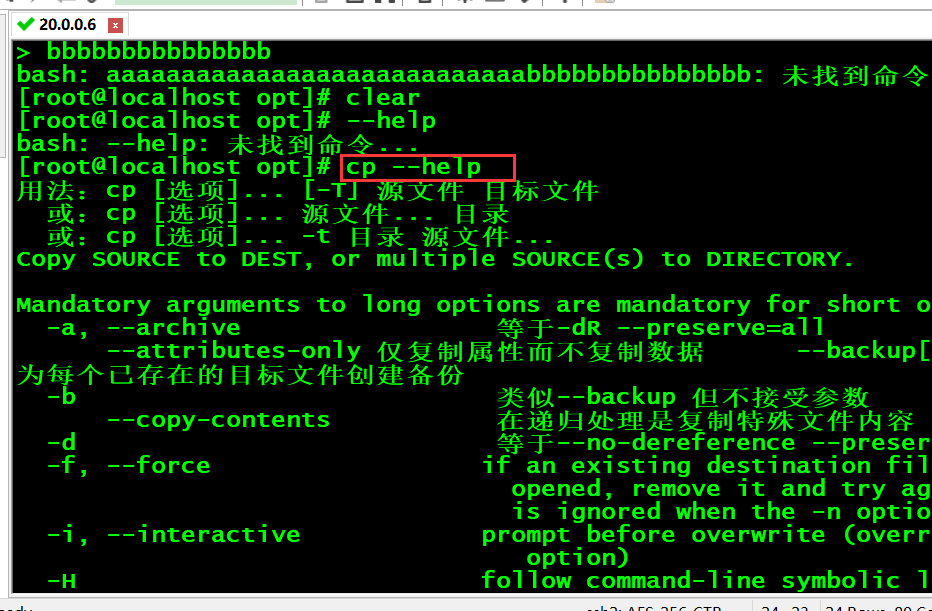 20.0.0.6
> bbbbbbbbbbbbbbb
bash: aaaaaaaaaaaaaaaaaaaaaaaaaaaabbbbbbbbbbbbbbb: 未找到命令
[root@localhost opt]# clear
[root@localhost opt]# --help
bash: --help: 未找到命令...
[root@localhost opt]# cp --help
用法：cp [选项]... [-T] 源文件 目标文件
或：cp [选项]... 源文件... 目录
或：cp [选项]... -t 目录 源文件...
Copy SOURCE to DEST, or multiple SOURCE(s) to DIRECTORY.
Mandatory arguments to long options are mandatory for short o
-a, --archive 等于-dR --preserve=all
--attributes-only 仅复制属性而不复制数据 --backup[
为每个已存在的目标文件创建备份
-b 类似--backup 但不接受参数
--copy-contents 在递归处理是复制特殊文件内容
-d 等于--no-dereference --preser
-f, --force if an existing destination fil
opened, remove it and try ag
is ignored when the -n optio
-i, --interactive prompt before overwrite (overr
option)
-H follow command-line symbolic l